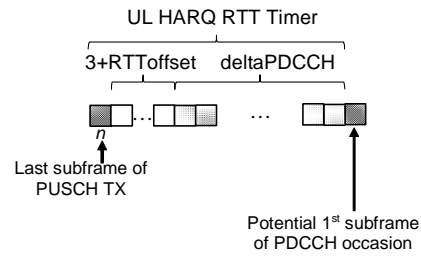 UL HARQ RTT Timer
3+RTToffset deltaPDCCH
... ...
n
Last subframe of
PUSCH TX
Potential 1st subframe
of PDCCH occasion